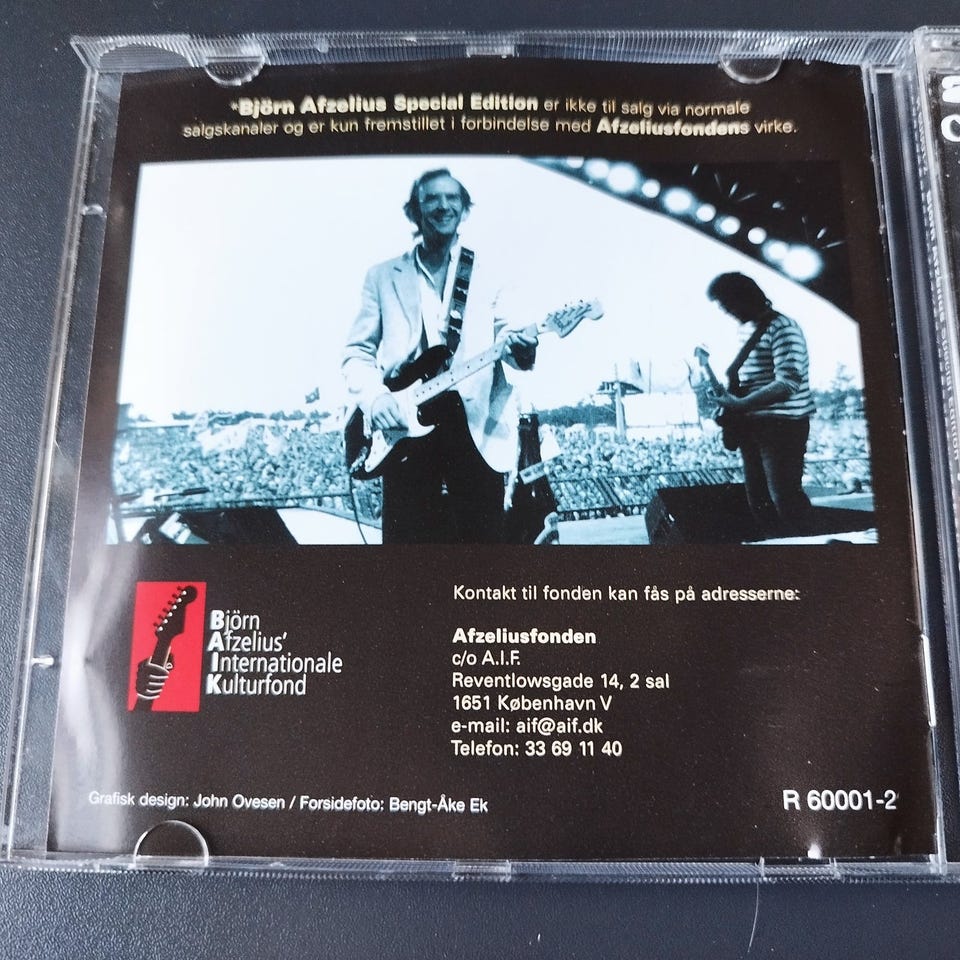 *Björn Afzelius Special Edition er ikke til salg via normale
salgskanaler og er kun fremstillet i forbindelse med Afzeliusfondens virke.
Björn
Afzelius'
Internationale
Kulturfond
Kontakt til fonden kan fås på adresserne:
Afzeliusfonden
c/o A.I.F.
Reventlowsgade 14, 2 sal
1651 København V
e-mail: aif@aif.dk
Telefon: 33 69 11 40
Grafisk design: John Ovesen / Forsidefoto: Bengt-Åke Ek
R 60001-2